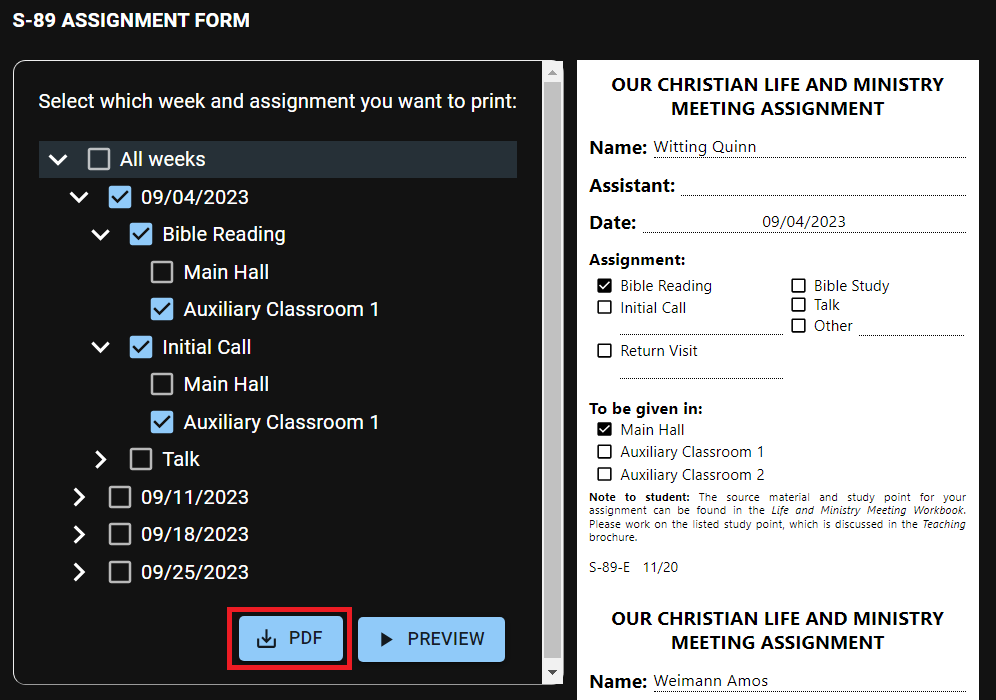 S-89 ASSIGNMENT FORM
Select which week and assignment you want to print:
All weeks
09/04/2023
Bible Reading
Main Hall
Auxiliary Classroom 1
Initial Call
Main Hall
Auxiliary Classroom 1
Talk
09/11/2023
09/18/2023
09/25/2023
PDF
PREVIEW
OUR CHRISTIAN LIFE AND MINISTRY
MEETING ASSIGNMENT
Name: Witting Quinn
Assistant:
Date: 09/04/2023
Assignment:
Bible Reading Bible Study
Initial Call Talk
Other
Return Visit
To be given in:
Main Hall
Auxiliary Classroom 1
Auxiliary Classroom 2
Note to student: The source material and study point for your
assignment can be found in the Life and Ministry Meeting Workbook.
Please work on the listed study point, which is discussed in the Teaching
brochure.
S-89-E 11/20
OUR CHRISTIAN LIFE AND MINISTRY
MEETING ASSIGNMENT
Name: Weimann Amos